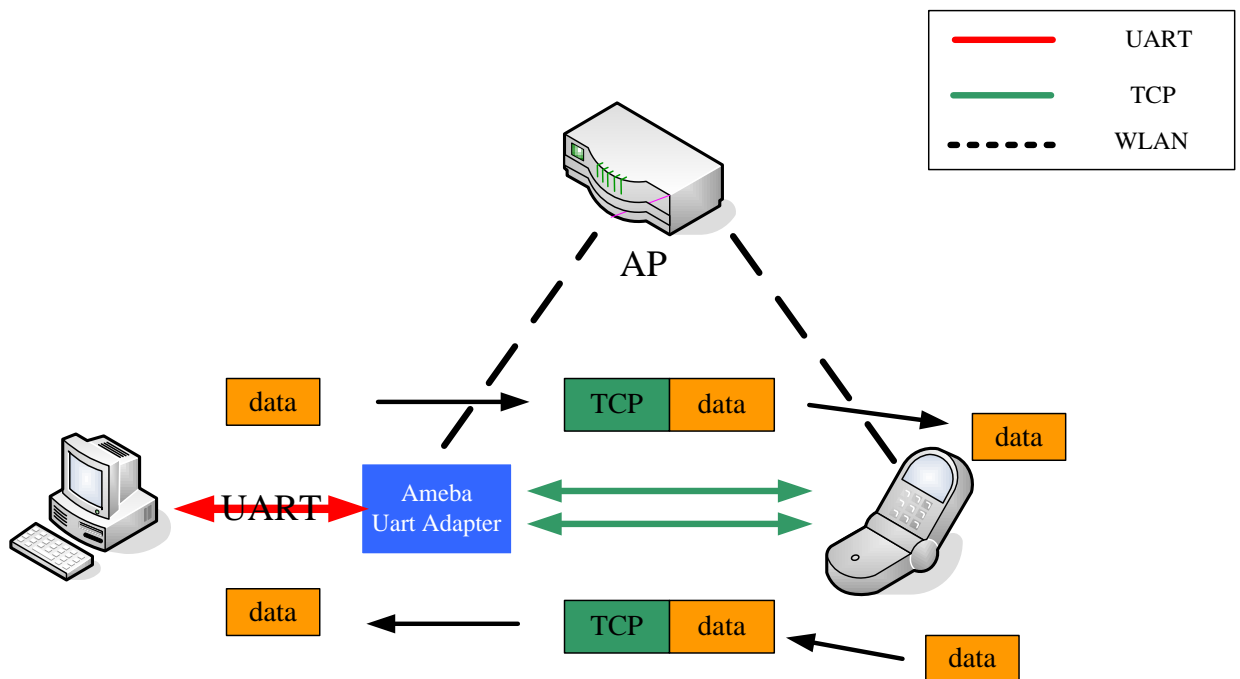 UART
TCP
WLAN
AP
data
TCP data
data
UART
Ameba
Uart Adapter
data
TCP data
data